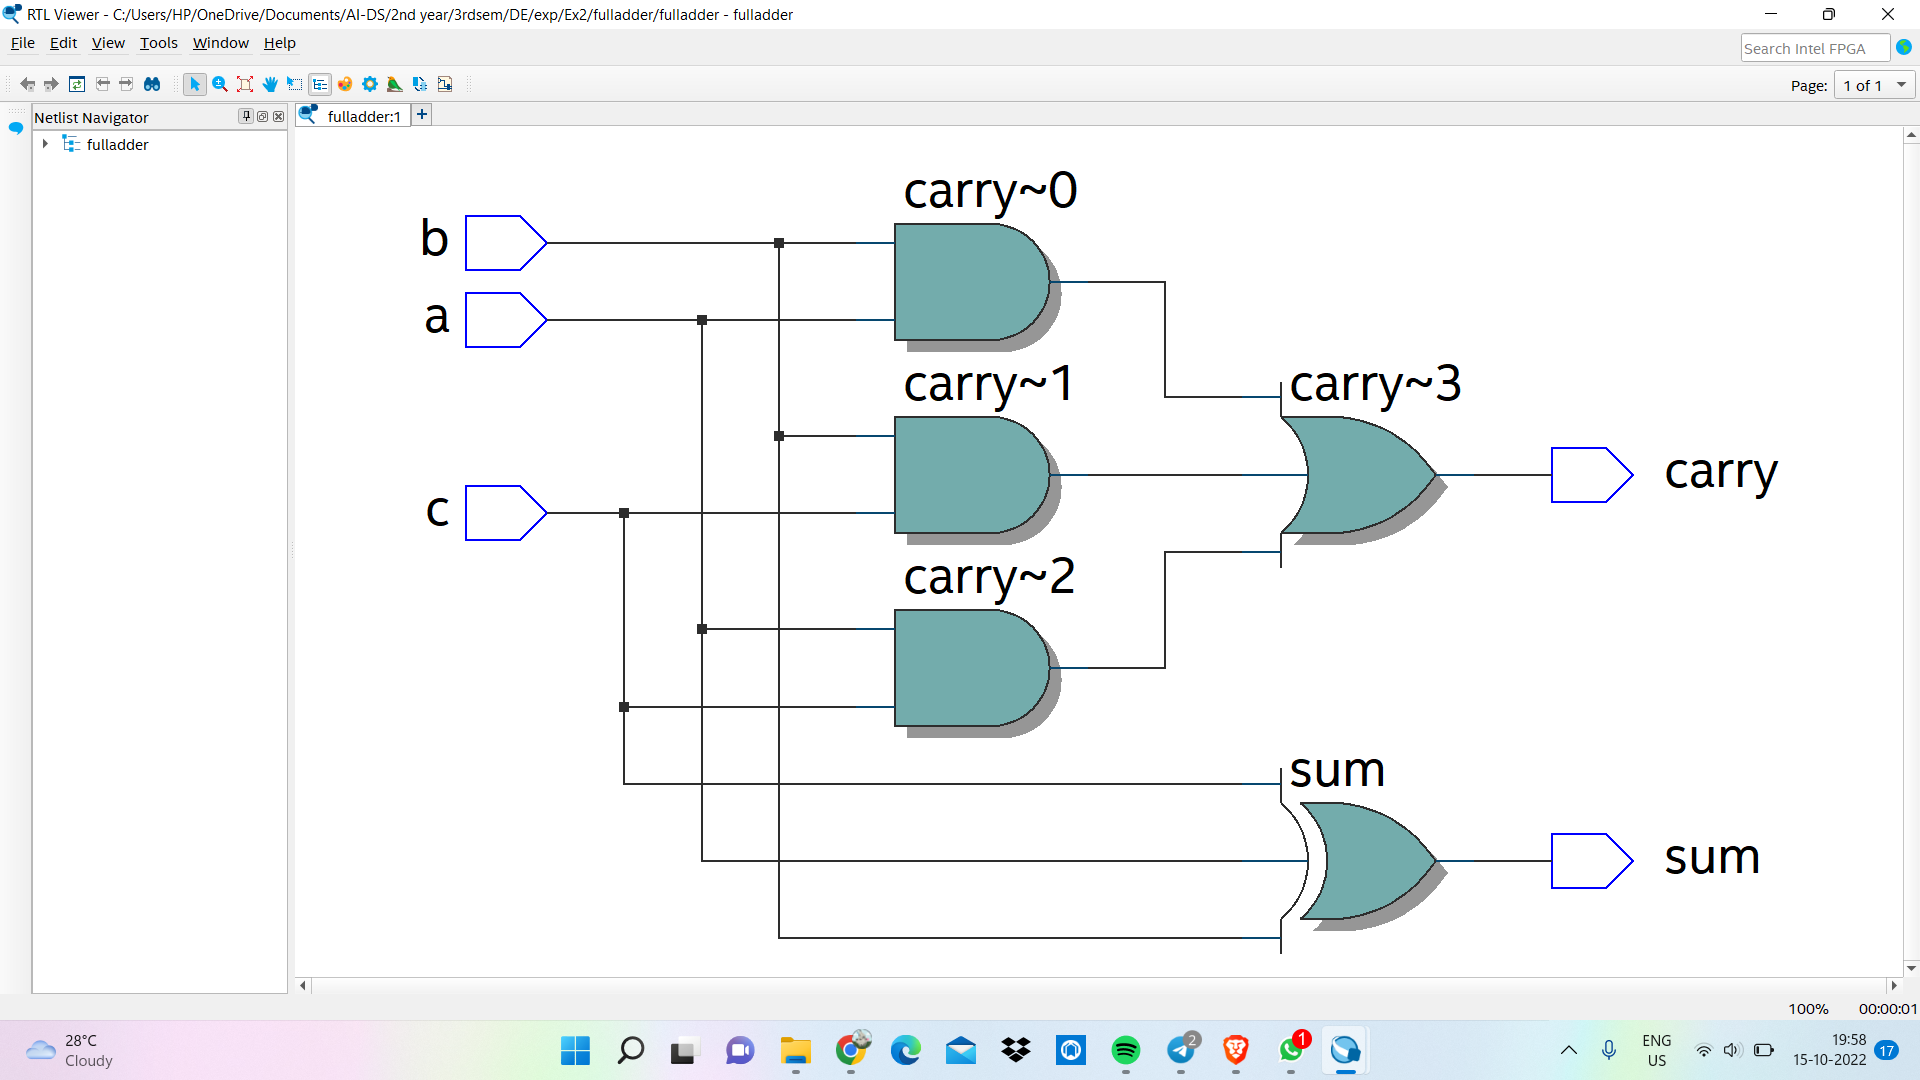 RTL Viewer - C:/Users/HP/OneDrive/Documents/AI-DS/2nd year/3rdsem/DE/exp/Ex2/fulladder/fulladder - fulladder
File Edit View Tools Window Help
Search Intel FPGA
Page: 1 of 1
Netlist Navigator
fulladder:1
fulladder
carry~0
b
a
carry~1
carry~3
carry
c
carry~2
sum
sum
100% 00:00:01
28°C
Cloudy
2
1
ENG
US
19:58
15-10-2022
17